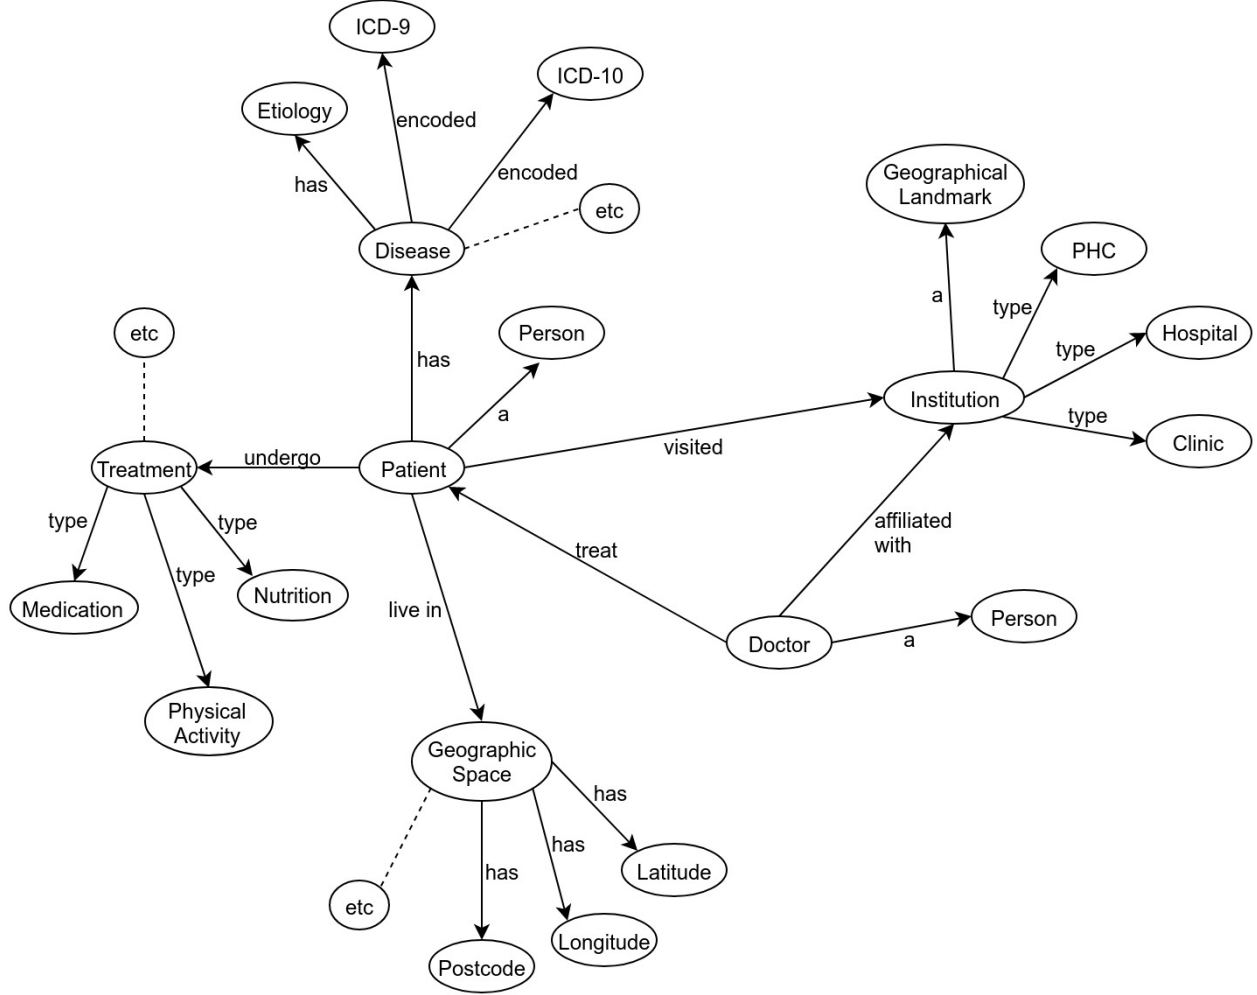 ICD-9
ICD-10
Etiology
encoded
encoded
has
etc
Disease
Geographical
Landmark
PHC
a
type
Hospital
type
etc
Person
has
a
Institution
type
Clinic
visited
Treatment
undergo
Patient
type
type
type
Medication
Nutrition
Physical
Activity
live in
treat
affiliated
with
Doctor
a
Person
Geographic
Space
has
has
has
Latitude
etc
Longitude
Postcode